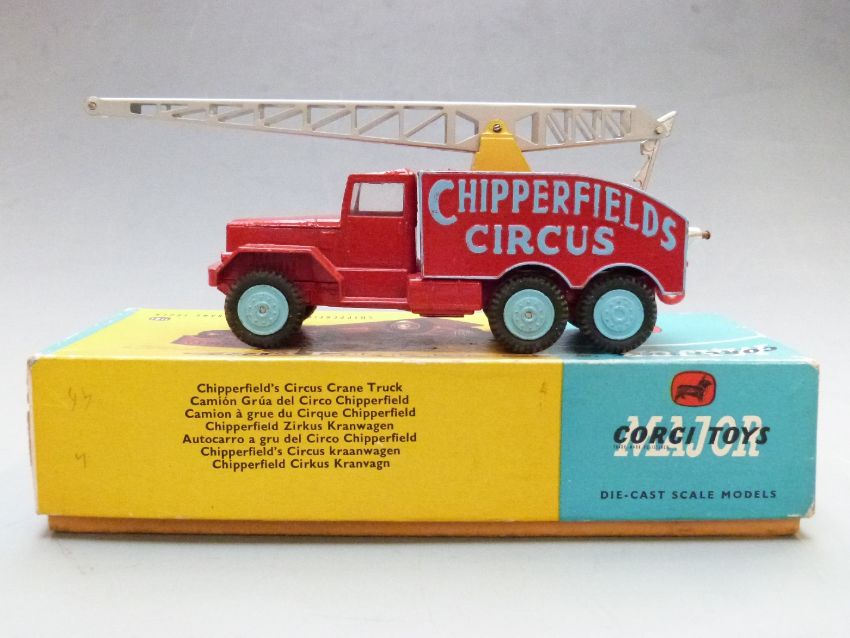 CHIPPERFIELDS
CIRCUS
Chipperfield's Circus Crane Truck
Camión Grúa del Circo Chipperfield
Camion à grue du Cirque Chipperfield
Chipperfield Zirkus Kranwagen
Autocarro a gru del Circo Chipperfield
Chipperfield's Circus kraanwagen
Chipperfield Cirkus Kranvagn
MAJOR
CORGI TOYS
DIE-CAST SCALE MODELS